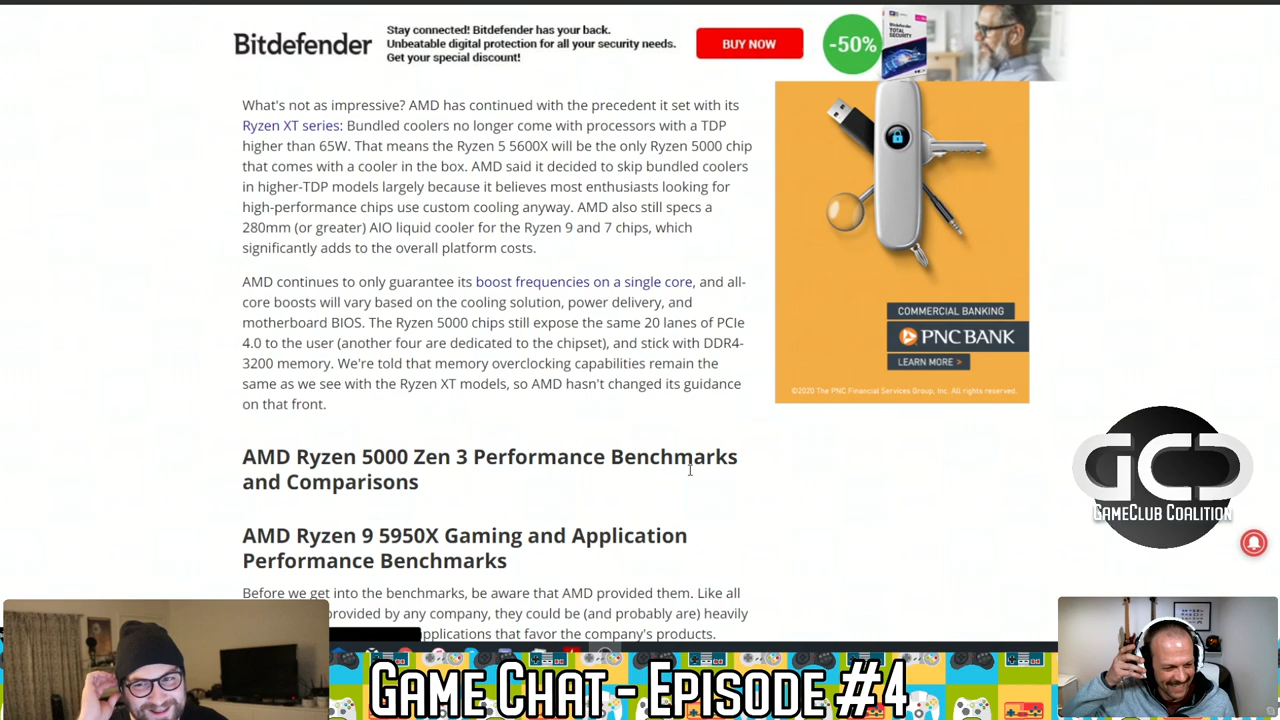 Bitdefender
Stay connected! Bitdefender has your back.
Unbeatable digital protection for all your security needs.
Get your special discount!
BUY NOW
-50%
Bitdefender
TOTAL
SECURITY
What's not as impressive? AMD has continued with the precedent it set with its
Ryzen XT series: Bundled coolers no longer come with processors with a TDP
higher than 65W. That means the Ryzen 5 5600X will be the only Ryzen 5000 chip
that comes with a cooler in the box. AMD said it decided to skip bundled coolers
in higher-TDP models largely because it believes most enthusiasts looking for
high-performance chips use custom cooling anyway. AMD also still specs a
280mm (or greater) AIO liquid cooler for the Ryzen 9 and 7 chips, which
significantly adds to the overall platform costs.
AMD continues to only guarantee its boost frequencies on a single core, and all-
core boosts will vary based on the cooling solution, power delivery, and
motherboard BIOS. The Ryzen 5000 chips still expose the same 20 lanes of PCIe
4.0 to the user (another four are dedicated to the chipset), and stick with DDR4-
3200 memory. We're told that memory overclocking capabilities remain the
same as we see with the Ryzen XT models, so AMD hasn't changed its guidance
on that front.
COMMERCIAL BANKING
PNC BANK
LEARN MORE >
©2020 The PNC Financial Services Group, Inc. All rights reserved.
AMD Ryzen 5000 Zen 3 Performance Benchmarks
and Comparisons
AMD Ryzen 9 5950X Gaming and Application
Performance Benchmarks
Before we get into the benchmarks, be aware that AMD provided them. Like all
provided by any company, they could be (and probably are) heavily
applications that favor the company's products.
GCC
GAMECLUB COALITION
GAME CHAT - EPISODE #4